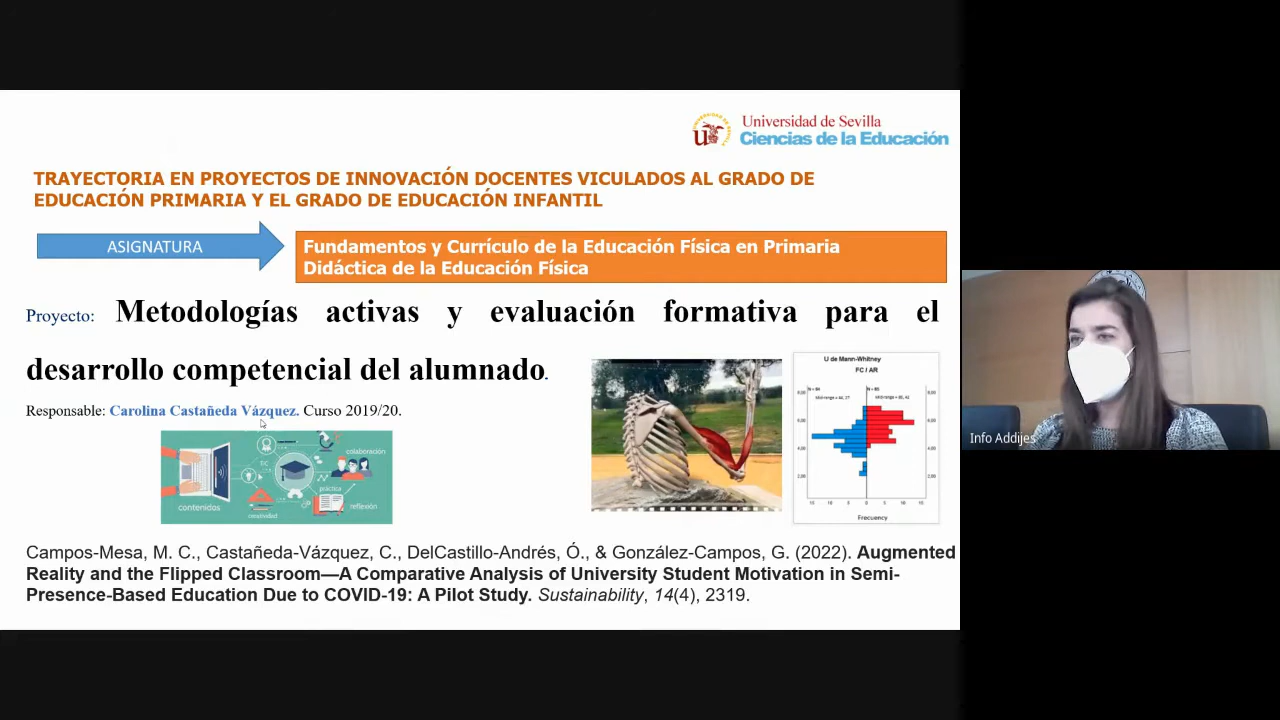 Universidad de Sevilla
Ciencias de la Educación
TRAYECTORIA EN PROYECTOS DE INNOVACIÓN DOCENTES VICULADOS AL GRADO DE
EDUCACIÓN PRIMARIA Y EL GRADO DE EDUCACIÓN INFANTIL
ASIGNATURA
Fundamentos y Currículo de la Educación Física en Primaria
Didáctica de la Educación Física
Proyecto: Metodologías activas y evaluación formativa para el
desarrollo competencial del alumnado.
Responsable: Carolina Castañeda Vázquez. Curso 2019/20.
contenidos
TIC
creatividad
práctica
colaboración
reflexión
U de Mann-Whitney
FC / AR
Frecuency
Info Addijes
Campos-Mesa, M. C., Castañeda-Vázquez, C., DelCastillo-Andrés, Ó., & González-Campos, G. (2022). Augmented
Reality and the Flipped Classroom—A Comparative Analysis of University Student Motivation in Semi-
Presence-Based Education Due to COVID-19: A Pilot Study. Sustainability, 14(4), 2319.